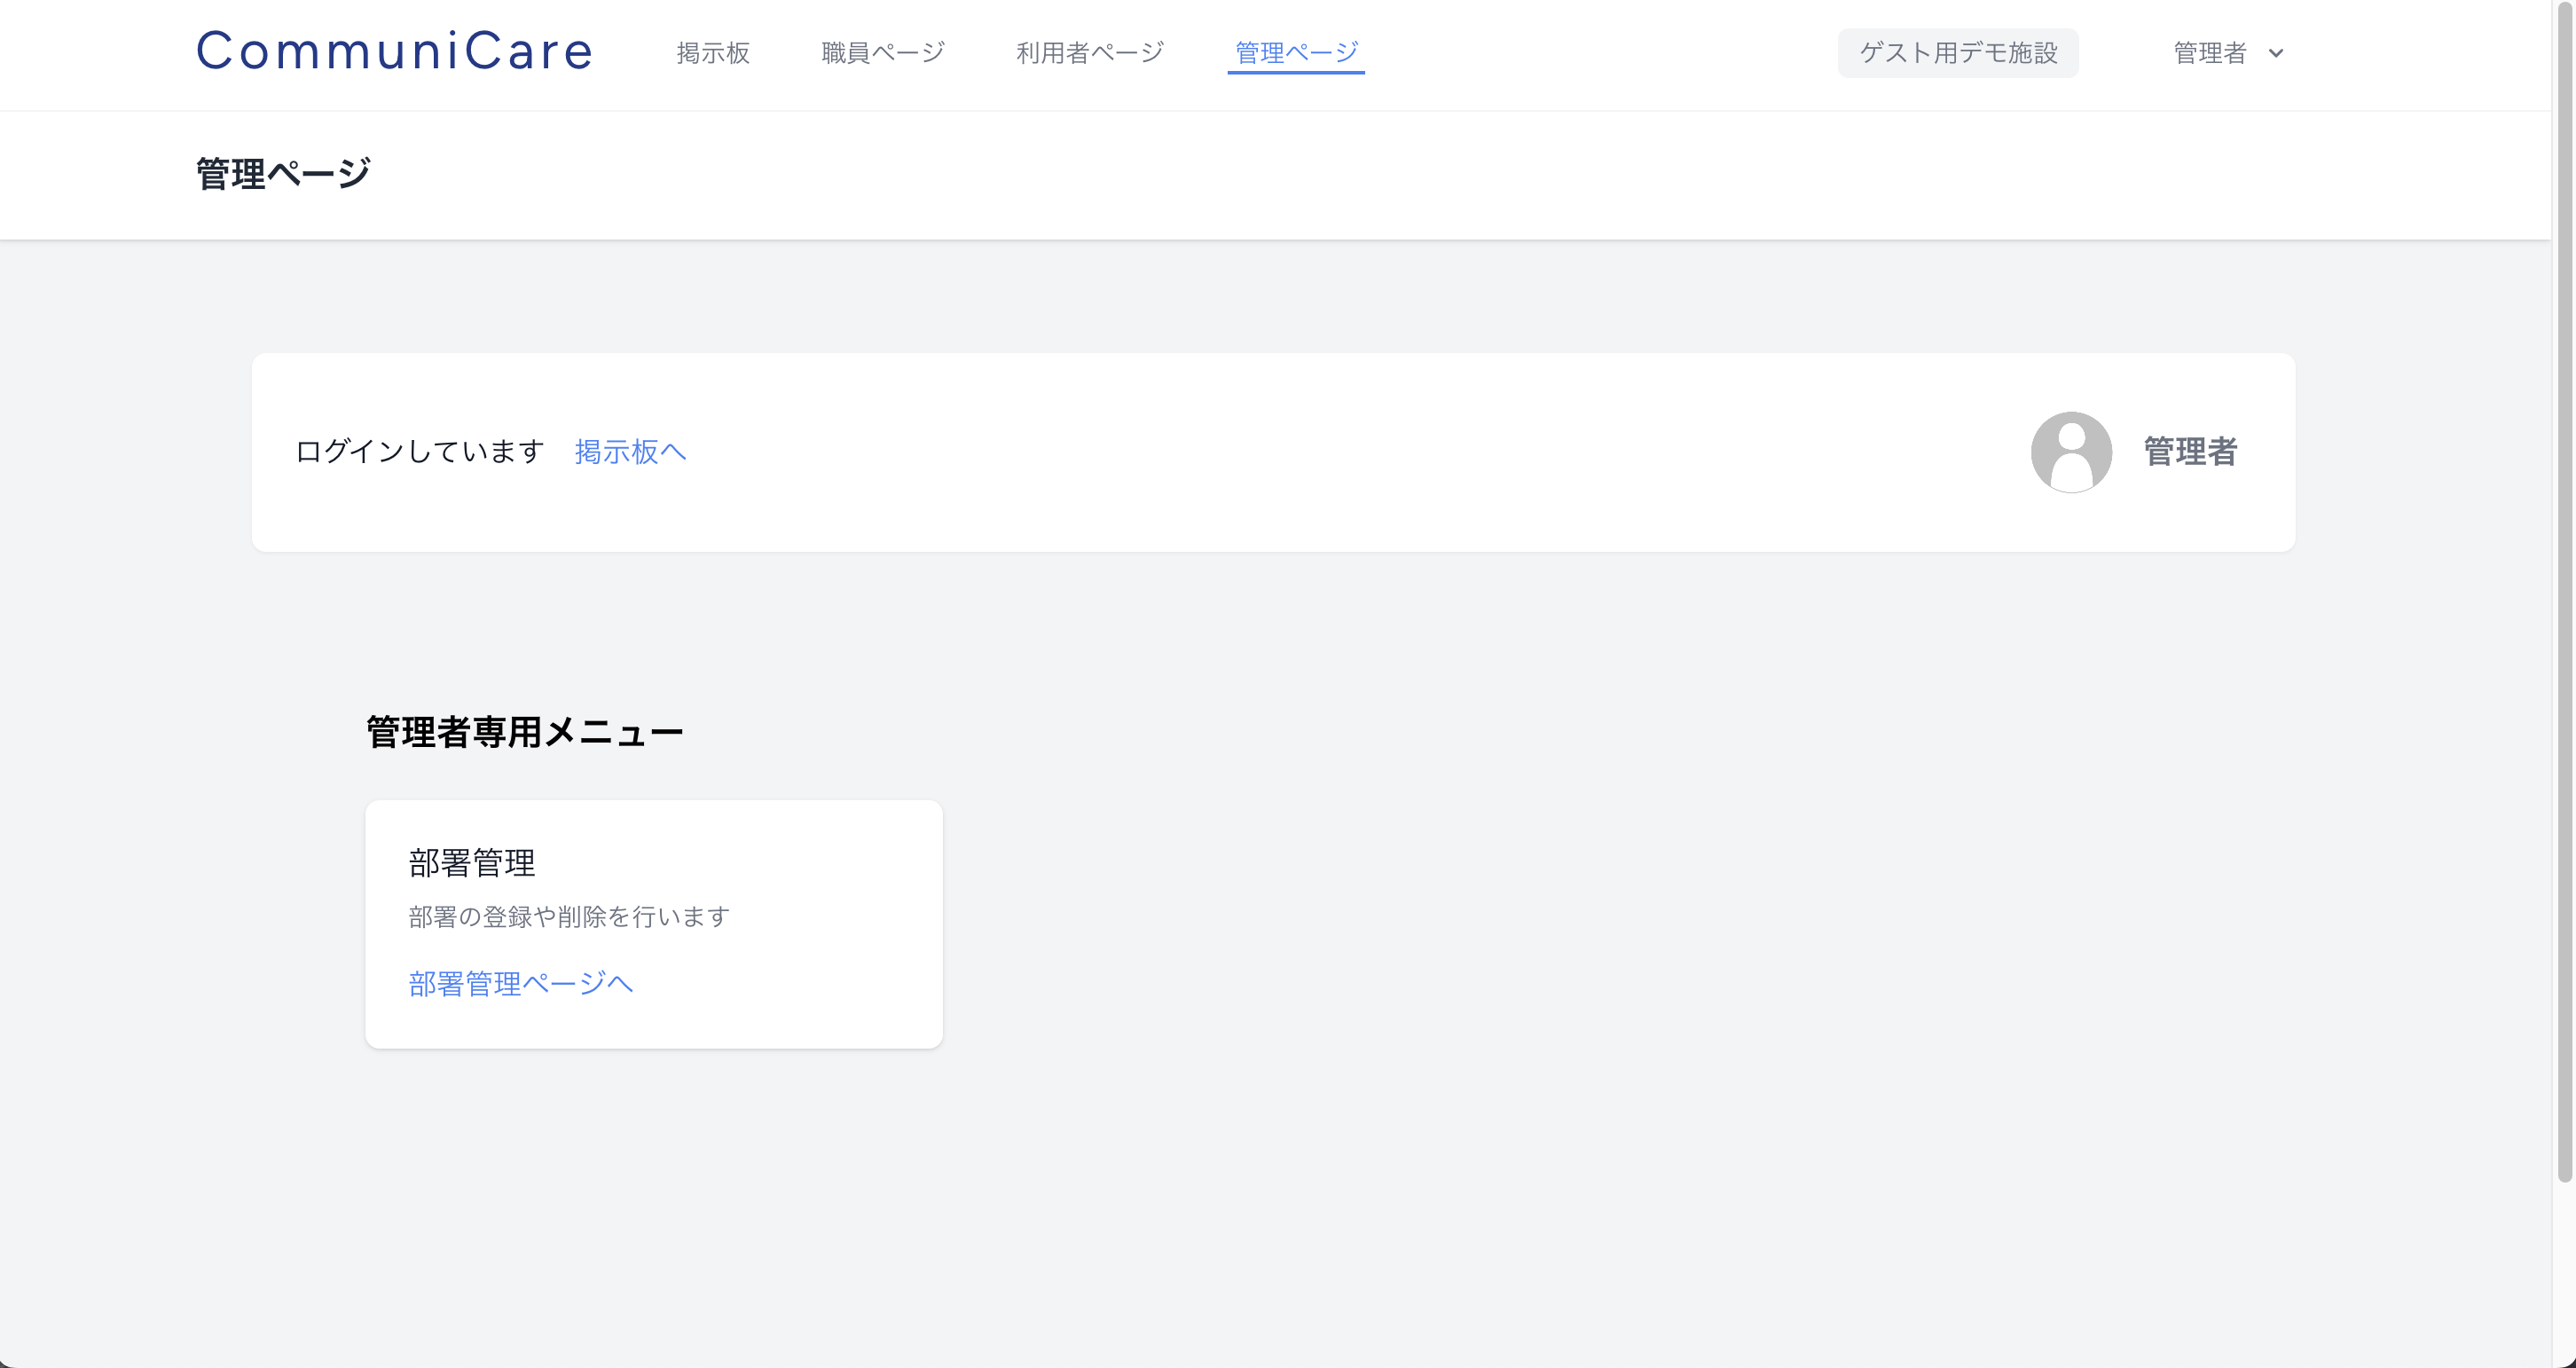 CommuniCare 掲示板 職員ページ 利用者ページ 管理ページ ゲスト用デモ施設 管理者
管理ページ
ログインしています 掲示板へ 管理者
管理者専用メニュー
部署管理
部署の登録や削除を行います
部署管理ページへ